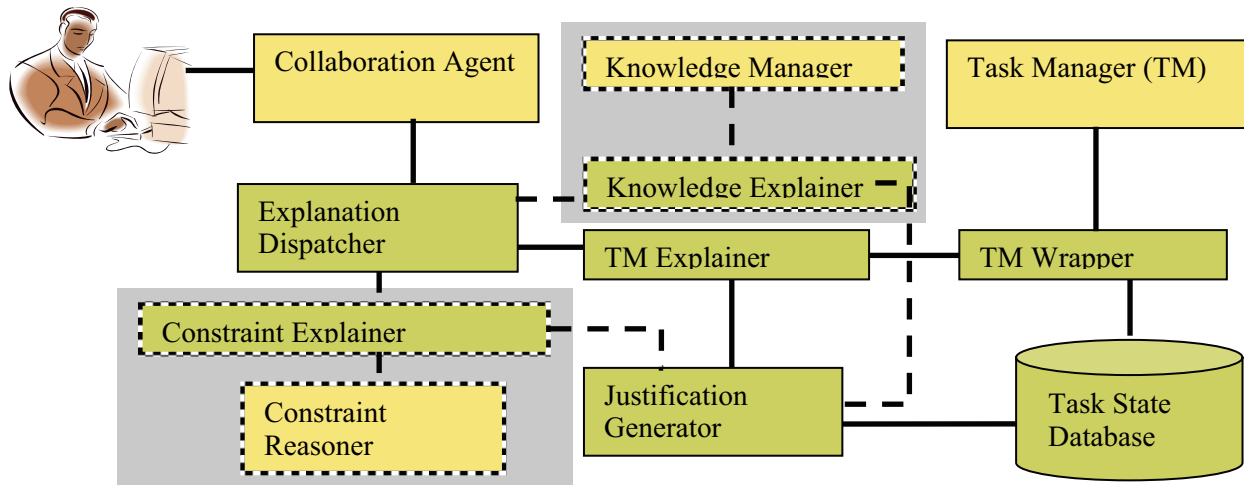 Collaboration Agent
Knowledge Manager
Task Manager (TM)
Knowledge Explainer
Explanation
Dispatcher
TM Explainer
TM Wrapper
Constraint Explainer
Constraint
Reasoner
Justification
Generator
Task State
Database